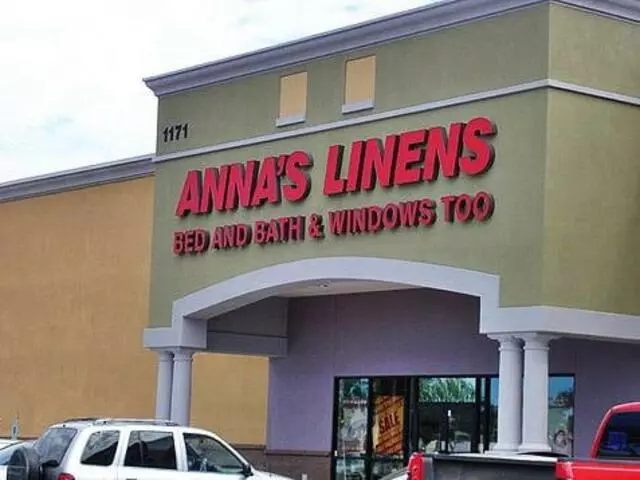 1171
ANNA'S LINENS
BED AND BATH & WINDOWS TOO
SALE